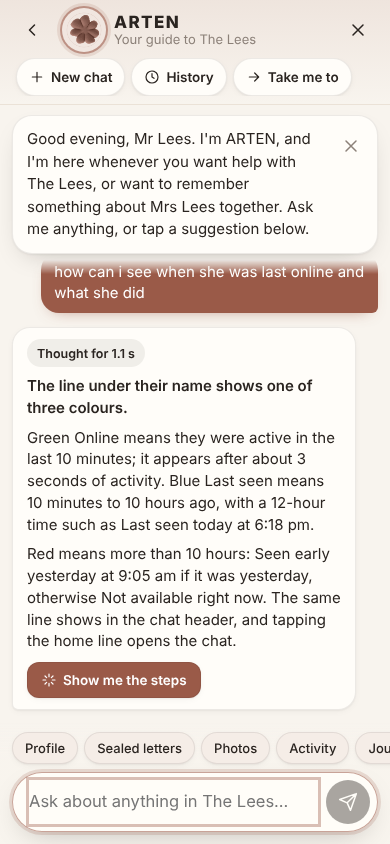 ARTEN
Your guide to The Lees
New chat
History
Take me to
Good evening, Mr Lees. I'm ARTEN, and
I'm here whenever you want help with
The Lees, or want to remember
something about Mrs Lees together. Ask
me anything, or tap a suggestion below.
how can i see when she was last online and
what she did
Thought for 1.1 s
The line under their name shows one of
three colours.
Green Online means they were active in the
last 10 minutes; it appears after about 3
seconds of activity. Blue Last seen means
10 minutes to 10 hours ago, with a 12-hour
time such as Last seen today at 6:18 pm.
Red means more than 10 hours: Seen early
yesterday at 9:05 am if it was yesterday,
otherwise Not available right now. The same
line shows in the chat header, and tapping
the home line opens the chat.
Show me the steps
Profile
Sealed letters
Photos
Activity
Jou
Ask about anything in The Lees...